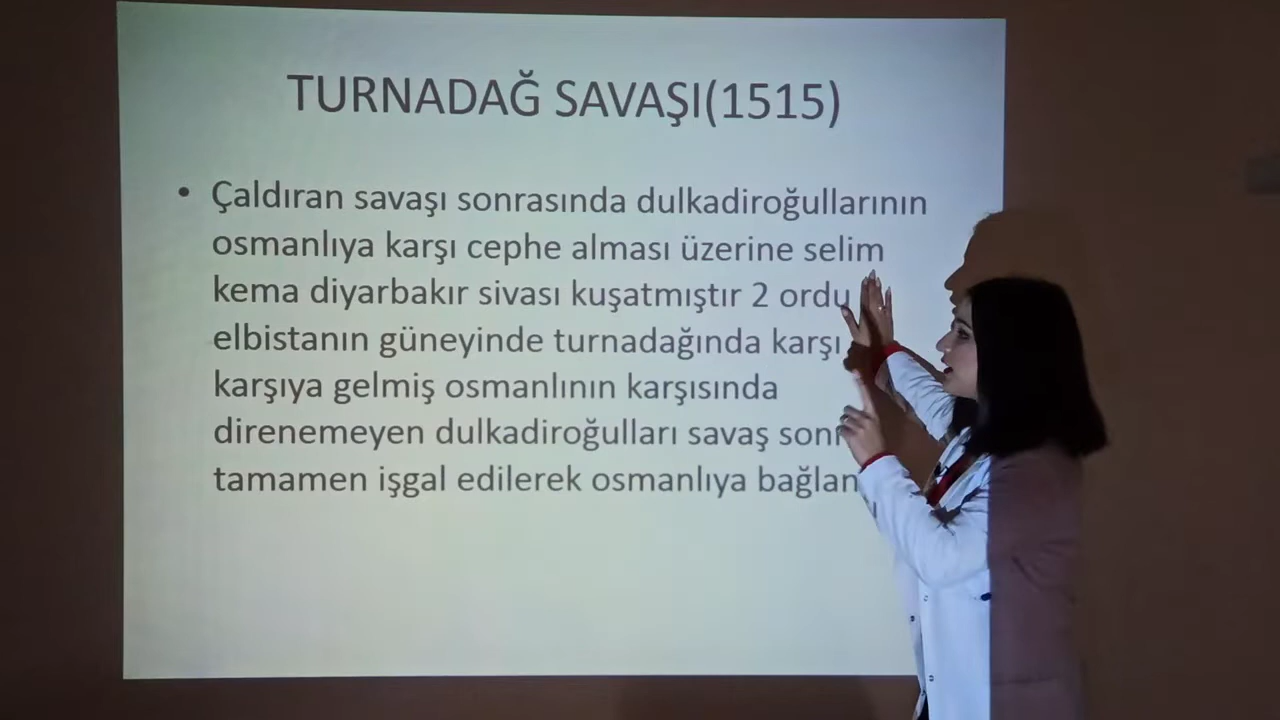 TURNADAĞ SAVAŞI(1515)
• Çaldıran savaşı sonrasında dulkadiroğullarının
osmanlıya karşı cephe alması üzerine selim
kema diyarbakır sivası kuşatmıştır 2 ordu
elbistanın güneyinde turnadağında karşı
karşıya gelmiş osmanlının karşısında
direnemeyen dulkadiroğulları savaş
tamamen işgal edilerek osmanlıya